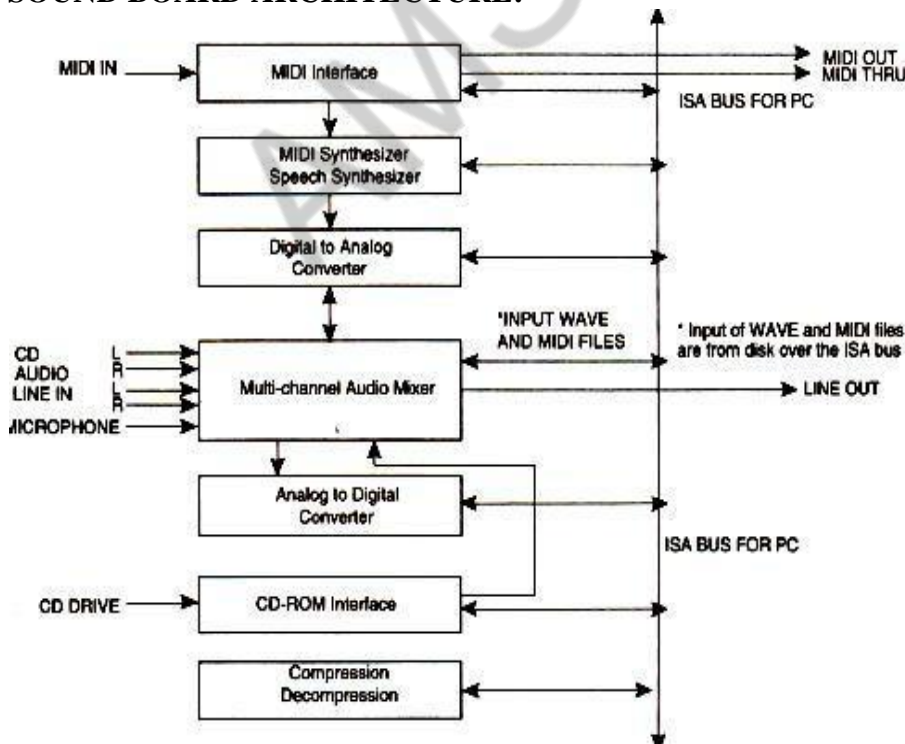 SOUND BOARD ARCHITECTURE:
MIDI IN
MIDI Interface
MIDI OUT
MIDI THRU
ISA BUS FOR PC
MIDI Synthesizer
Speech Synthesizer
Digital to Analog
Converter
*INPUT WAVE
AND MIDI FILES
* Input of WAVE and MIDI files
are from disk over the ISA bus
CD L
AUDIO R
LINE IN L
R
MICROPHONE
Multi-channel Audio Mixer
LINE OUT
Analog to Digital
Converter
ISA BUS FOR PC
CD DRIVE
CD-ROM Interface
Compression
Decompression